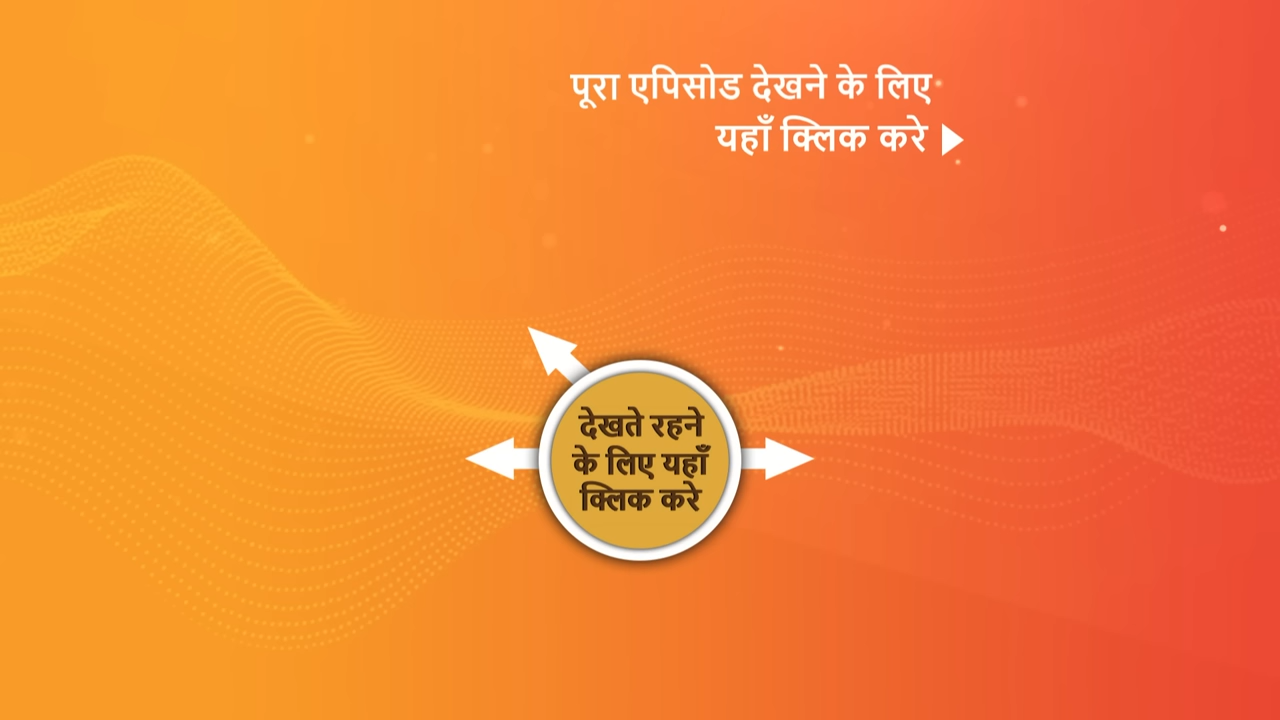 पूरा एपिसोड देखने के लिए
यहाँ क्लिक करे
देखते रहने
के लिए यहाँ
क्लिक करे